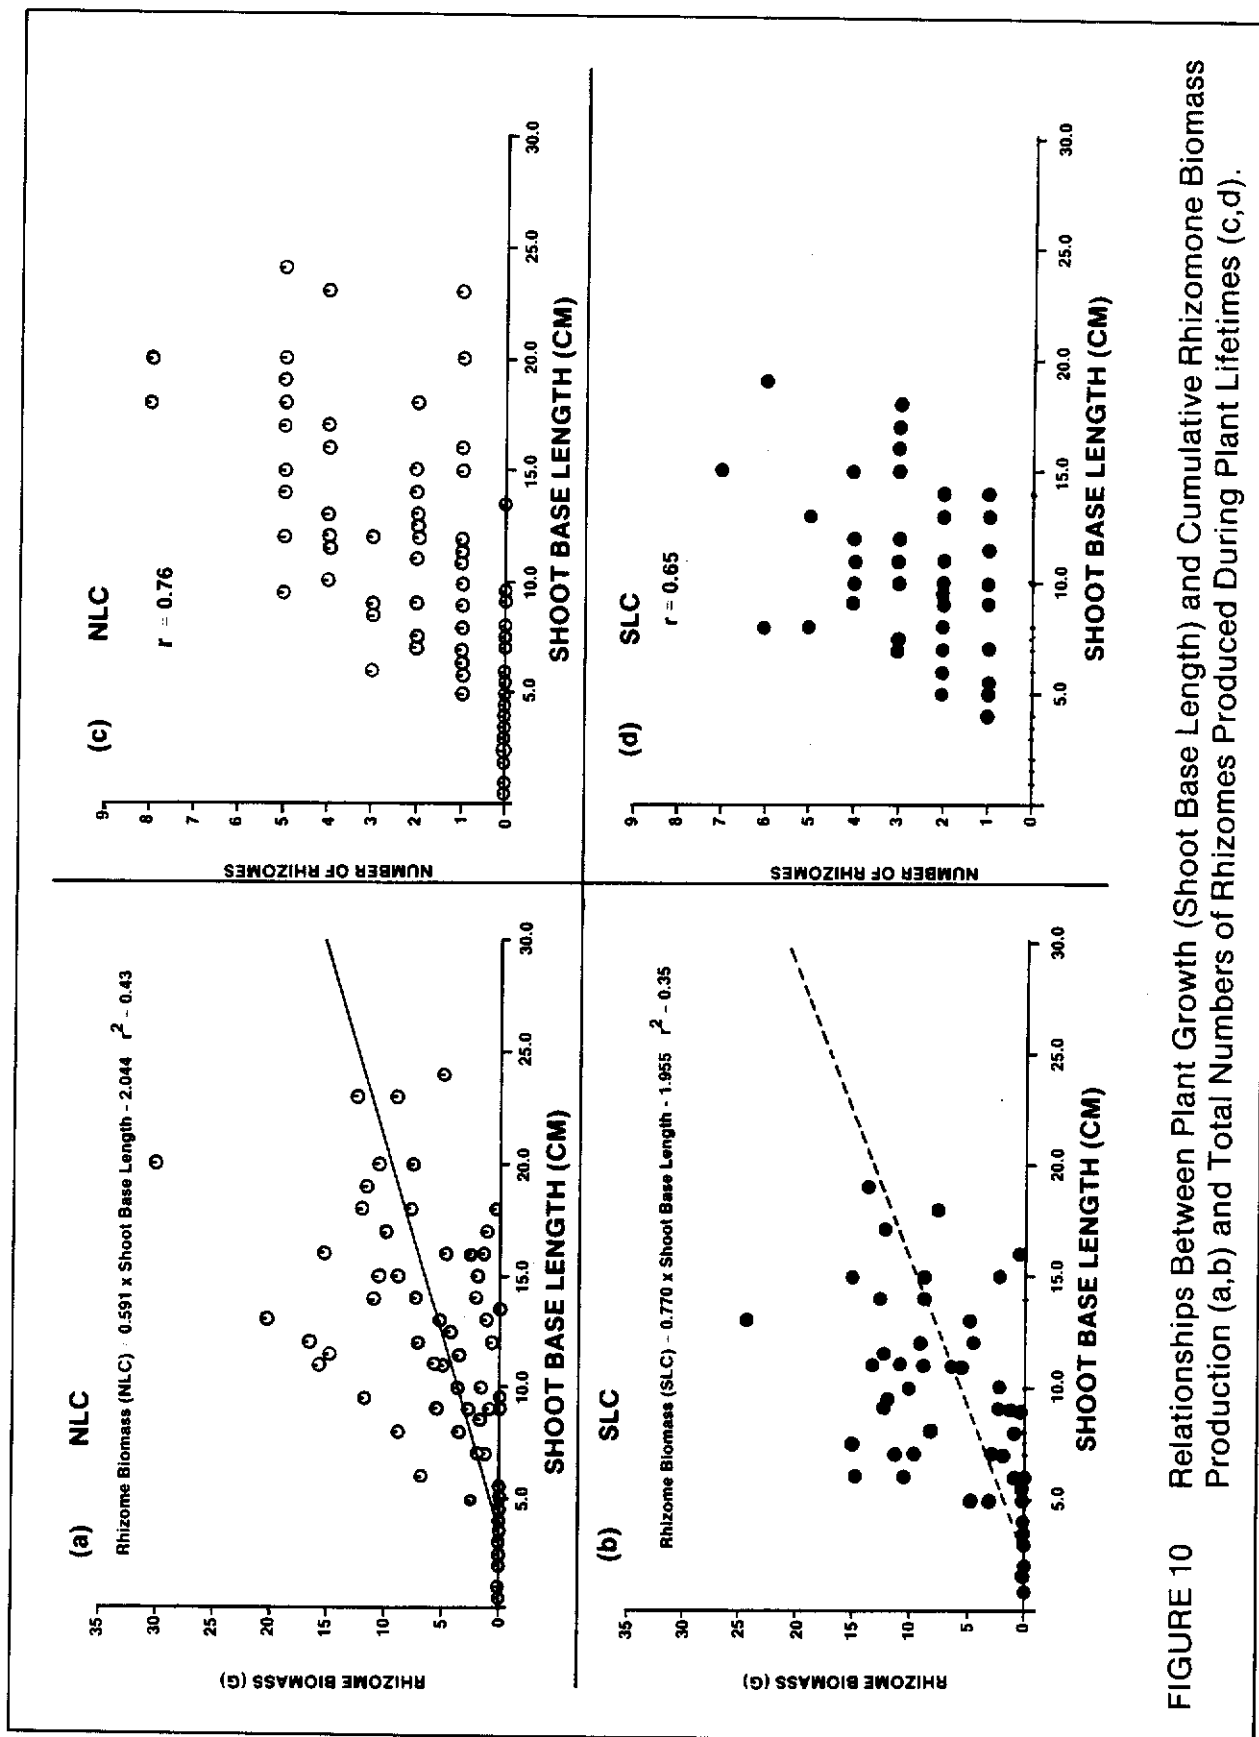 (a) NLC
Rhizome Biomass (NLC) - 0.591 x Shoot Base Length - 2.044 r2 - 0.43
35
30
25
20
15
10
5
0
RHIZOME BIOMASS (G)
5.0 10.0 15.0 20.0 25.0 30.0
SHOOT BASE LENGTH (CM)
(c) NLC
r = 0.76
9
8
7
6
5
4
3
2
1
0
NUMBER OF RHIZOMES
5.0 10.0 15.0 20.0 25.0 30.0
SHOOT BASE LENGTH (CM)
(b) SLC
Rhizome Biomass (SLC) - 0.770 x Shoot Base Length - 1.955 r2 - 0.35
35
30
25
20
15
10
5
0
RHIZOME BIOMASS (G)
5.0 10.0 15.0 20.0 25.0 30.0
SHOOT BASE LENGTH (CM)
(d) SLC
r = 0.65
9
8
7
6
5
4
3
2
1
0
NUMBER OF RHIZOMES
5.0 10.0 15.0 20.0 25.0 30.0
SHOOT BASE LENGTH (CM)
FIGURE 10 Relationships Between Plant Growth (Shoot Base Length) and Cumulative Rhizomone Biomass
Production (a,b) and Total Numbers of Rhizomes Produced During Plant Lifetimes (c,d).